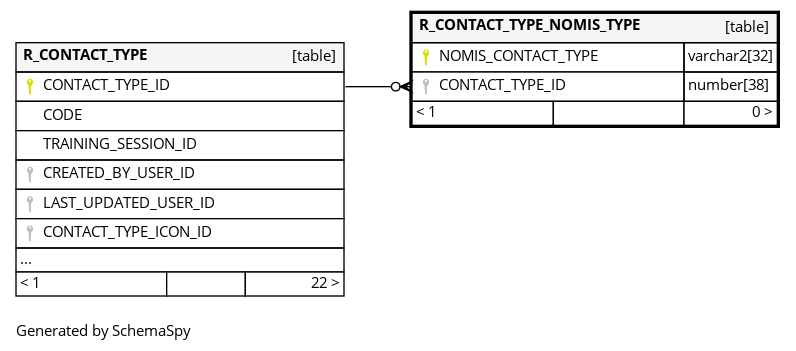 R_CONTACT_TYPE [table]
CONTACT_TYPE_ID
CODE
TRAINING_SESSION_ID
CREATED_BY_USER_ID
LAST_UPDATED_USER_ID
CONTACT_TYPE_ICON_ID
...
< 1 22 >
R_CONTACT_TYPE_NOMIS_TYPE [table]
NOMIS_CONTACT_TYPE varchar2[32]
CONTACT_TYPE_ID number[38]
< 1 0 >
Generated by SchemaSpy